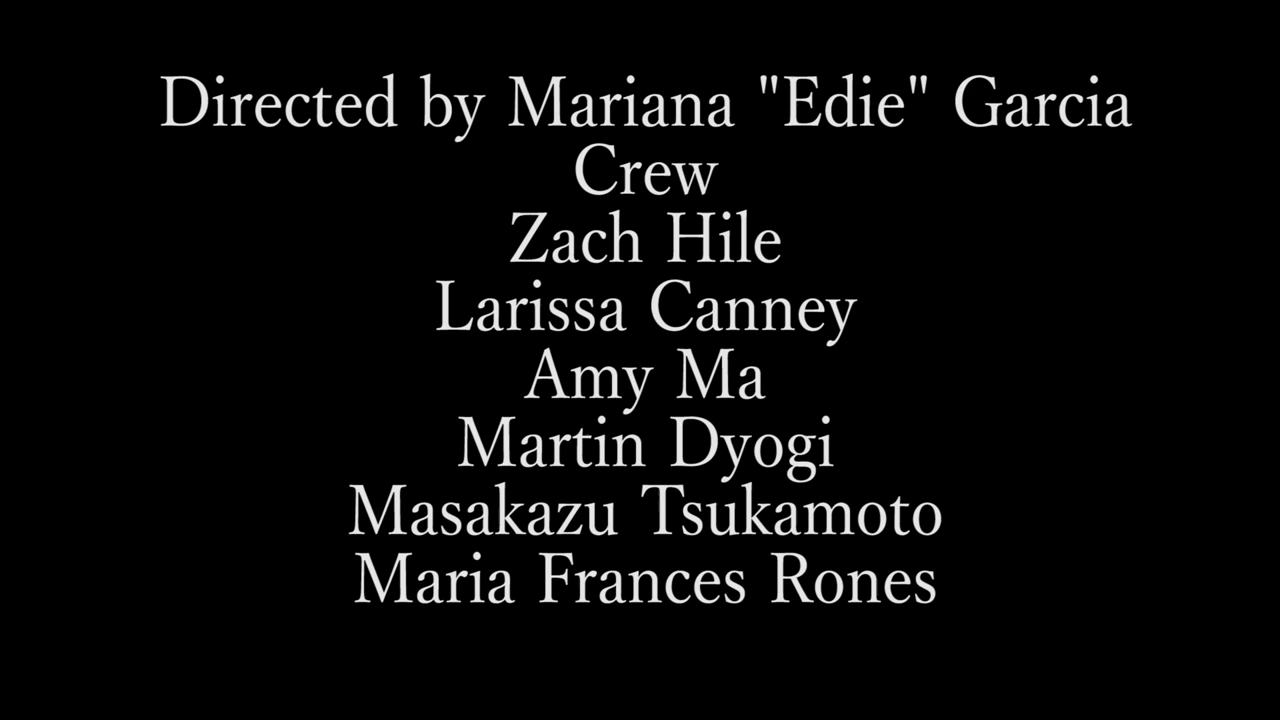 Directed by Mariana "Edie" Garcia
Crew
Zach Hile
Larissa Canney
Amy Ma
Martin Dyogi
Masakazu Tsukamoto
Maria Frances Rones